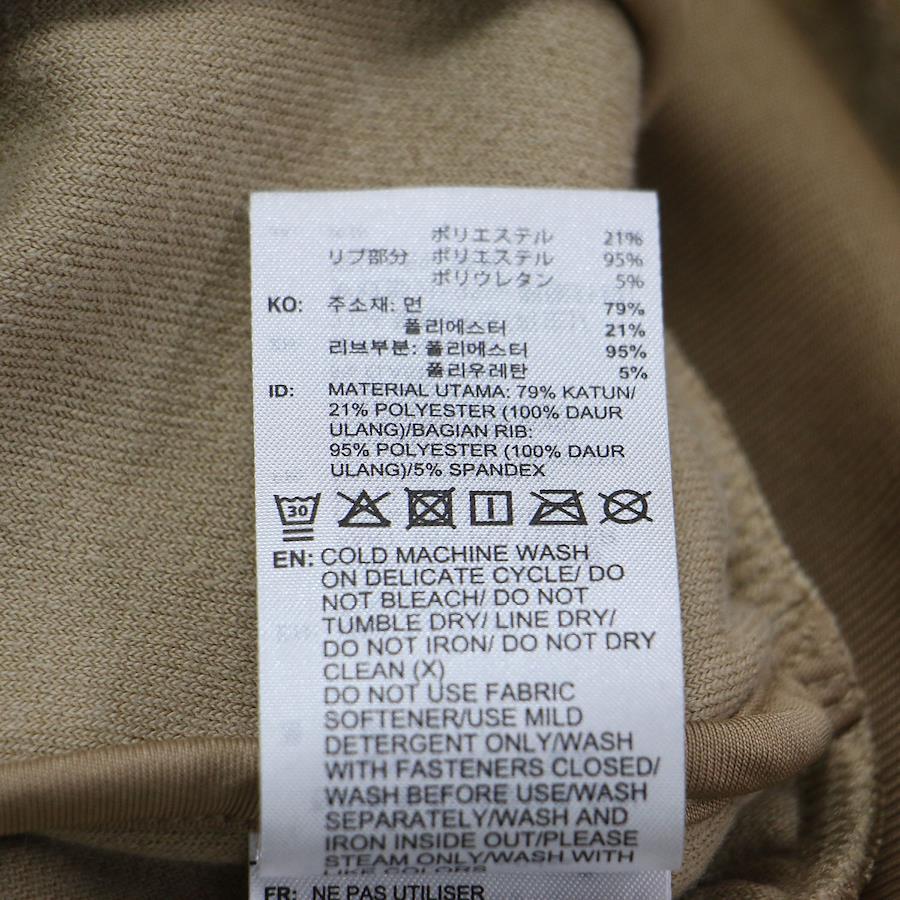 ポリエステル 21%
リブ部分 ポリエステル 95%
ポリウレタン 5%
KO: 주소재: 면 79%
폴리에스터 21%
리브부분: 폴리에스터 95%
폴리우레탄 5%
ID: MATERIAL UTAMA: 79% KATUN/
21% POLYESTER (100% DAUR
ULANG)/BAGIAN RIB:
95% POLYESTER (100% DAUR
ULANG)/5% SPANDEX
30
EN: COLD MACHINE WASH
ON DELICATE CYCLE/ DO
NOT BLEACH/ DO NOT
TUMBLE DRY/ LINE DRY/
DO NOT IRON/ DO NOT DRY
CLEAN (X)
DO NOT USE FABRIC
SOFTENER/USE MILD
DETERGENT ONLY/WASH
WITH FASTENERS CLOSED/
WASH BEFORE USE/WASH
SEPARATELY/WASH AND
IRON INSIDE OUT/PLEASE
STEAM ONLY/WASH WITH
LIKE COLORS
FR: NE PAS UTILISER